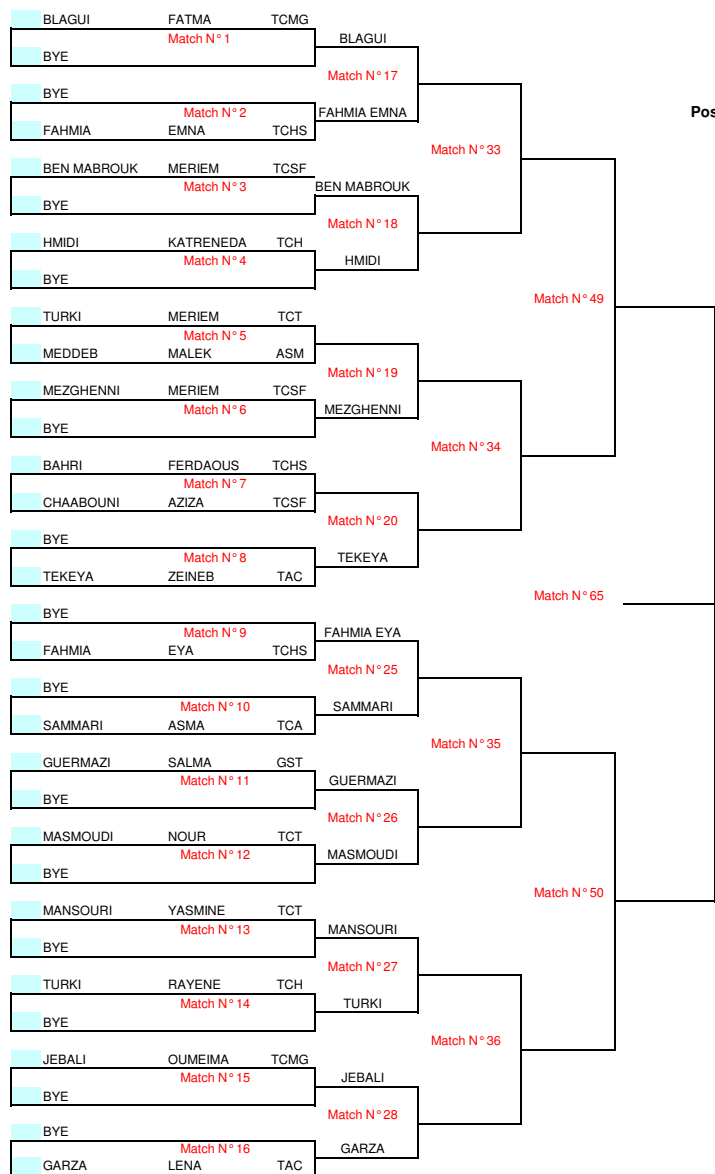 BLAGUI FATMA TCMG
Match N° 1
BLAGUI
BYE
Match N° 17
BYE
Match N° 2
FAHMIA EMNA
Pos
FAHMIA EMNA TCHS
Match N° 33
BEN MABROUK MERIEM TCSF
Match N° 3
BEN MABROUK
BYE
Match N° 18
HMIDI KATRENEDA TCH
Match N° 4
HMIDI
BYE
Match N° 49
TURKI MERIEM TCT
Match N° 5
MEDDEB MALEK ASM
Match N° 19
MEZGHENNI MERIEM TCSF
Match N° 6
MEZGHENNI
BYE
Match N° 34
BAHRI FERDAOUS TCHS
Match N° 7
CHAABOUNI AZIZA TCSF
Match N° 20
BYE
Match N° 8
TEKEYA
TEKEYA ZEINEB TAC
Match N° 65
BYE
Match N° 9
FAHMIA EYA
FAHMIA EYA TCHS
Match N° 25
BYE
Match N° 10
SAMMARI
SAMMARI ASMA TCA
Match N° 35
GUERMAZI SALMA GST
Match N° 11
GUERMAZI
BYE
Match N° 26
MASMOUDI NOUR TCT
Match N° 12
MASMOUDI
BYE
Match N° 50
MANSOURI YASMINE TCT
Match N° 13
MANSOURI
BYE
Match N° 27
TURKI RAYENE TCH
Match N° 14
TURKI
BYE
Match N° 36
JEBALI OUMEIMA TCMG
Match N° 15
JEBALI
BYE
Match N° 28
BYE
Match N° 16
GARZA
GARZA LENA TAC